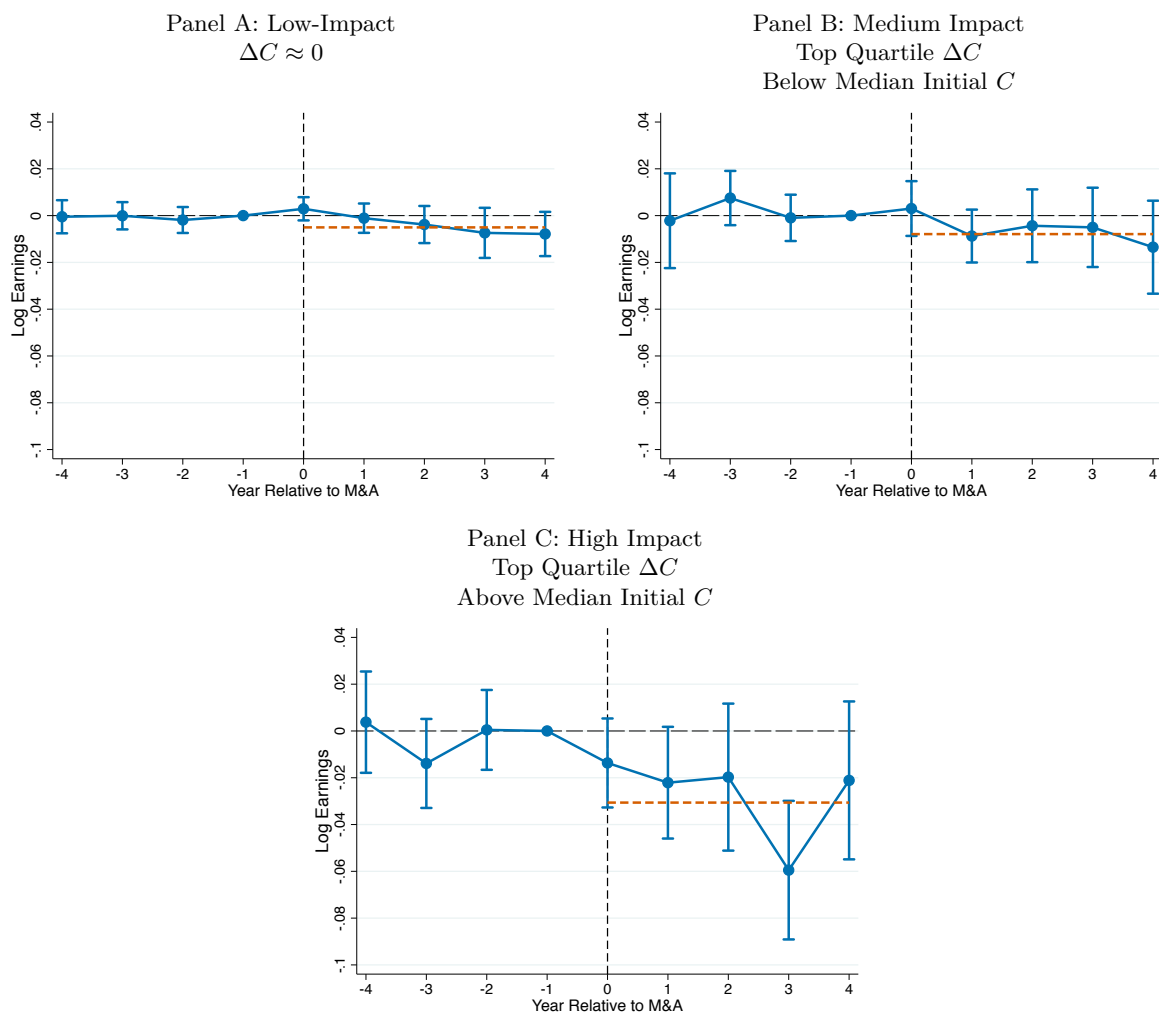 Panel A: Low-Impact
ΔC ≈ 0
.04
.02
0
-.02
-.04
-.06
-.08
-.1
Log Earnings
-4 -3 -2 -1 0 1 2 3 4
Year Relative to M&A
Panel B: Medium Impact
Top Quartile ΔC
Below Median Initial C
.04
.02
0
-.02
-.04
-.06
-.08
-.1
Log Earnings
-4 -3 -2 -1 0 1 2 3 4
Year Relative to M&A
Panel C: High Impact
Top Quartile ΔC
Above Median Initial C
.04
.02
0
-.02
-.04
-.06
-.08
-.1
Log Earnings
-4 -3 -2 -1 0 1 2 3 4
Year Relative to M&A